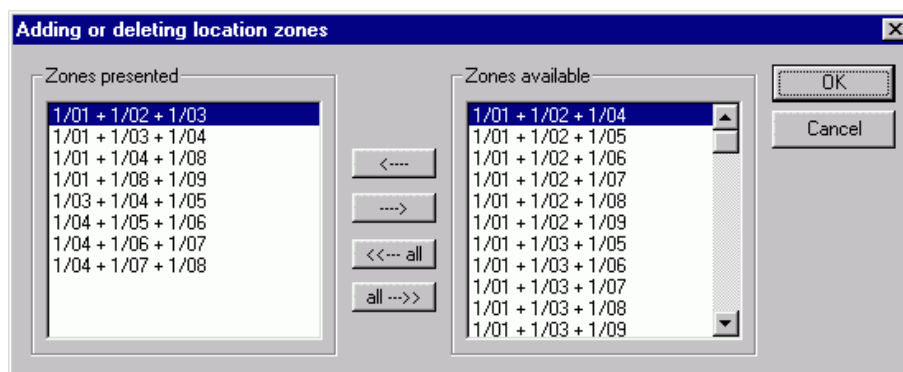 Adding or deleting location zones
Zones presented
1/01 + 1/02 + 1/03
1/01 + 1/03 + 1/04
1/01 + 1/04 + 1/08
1/01 + 1/08 + 1/09
1/03 + 1/04 + 1/05
1/04 + 1/05 + 1/06
1/04 + 1/06 + 1/07
1/04 + 1/07 + 1/08
<----
---->
<<--- all
all --->>
Zones available
1/01 + 1/02 + 1/04
1/01 + 1/02 + 1/05
1/01 + 1/02 + 1/06
1/01 + 1/02 + 1/07
1/01 + 1/02 + 1/08
1/01 + 1/02 + 1/09
1/01 + 1/03 + 1/05
1/01 + 1/03 + 1/06
1/01 + 1/03 + 1/07
1/01 + 1/03 + 1/08
1/01 + 1/03 + 1/09
OK
Cancel